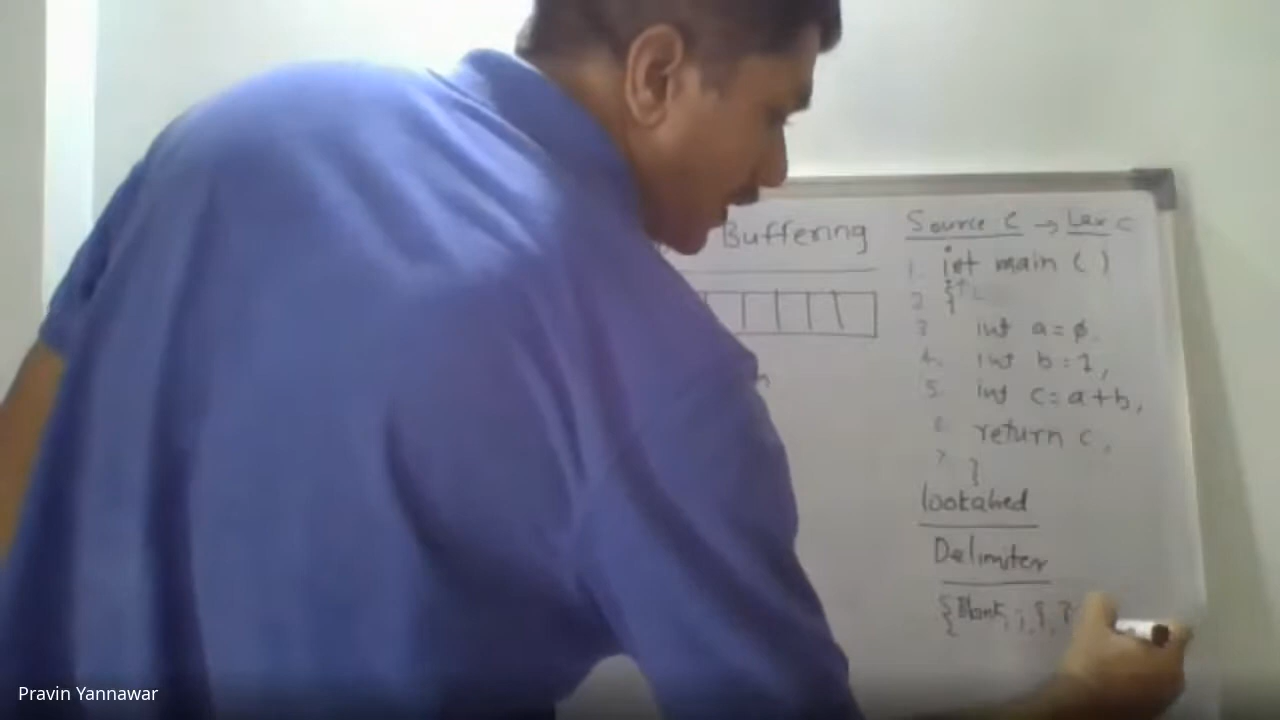 Buffering
Source C → Lex C
1. int main ( )
2 {
3 int a = ø.
4. int b = 1,
5. int c = a + b,
6. return c,
7 }
lookahed
Delimiter
{Blank, ;, {, }
Pravin Yannawar